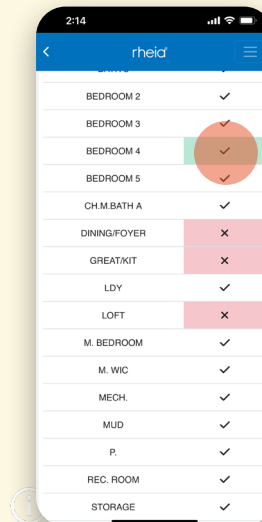 2:14
rheia
BEDROOM 2 ✓
BEDROOM 3 ✓
BEDROOM 4 ✓
BEDROOM 5 ✓
CH.M.BATH A ✓
DINING/FOYER ×
GREAT/KIT ×
LDY ✓
LOFT ×
M. BEDROOM ✓
M. WIC ✓
MECH. ✓
MUD ✓
P. ✓
REC. ROOM ✓
STORAGE ✓